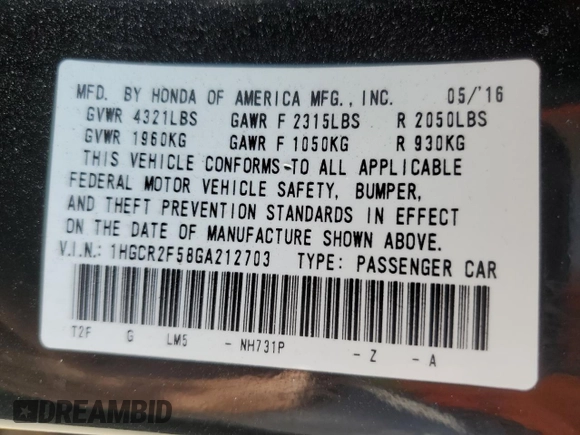 MFD. BY HONDA OF AMERICA MFG., INC. 05/'16
GVWR 4321LBS GAWR F 2315LBS R 2050LBS
GVWR 1960KG GAWR F 1050KG R 930KG
THIS VEHICLE CONFORMS TO ALL APPLICABLE
FEDERAL MOTOR VEHICLE SAFETY, BUMPER,
AND THEFT PREVENTION STANDARDS IN EFFECT
ON THE DATE OF MANUFACTURE SHOWN ABOVE.
V.I.N.: 1HGCR2F58GA212703 TYPE: PASSENGER CAR
T2F G LM5 - NH731P - Z - A
DREAMBID